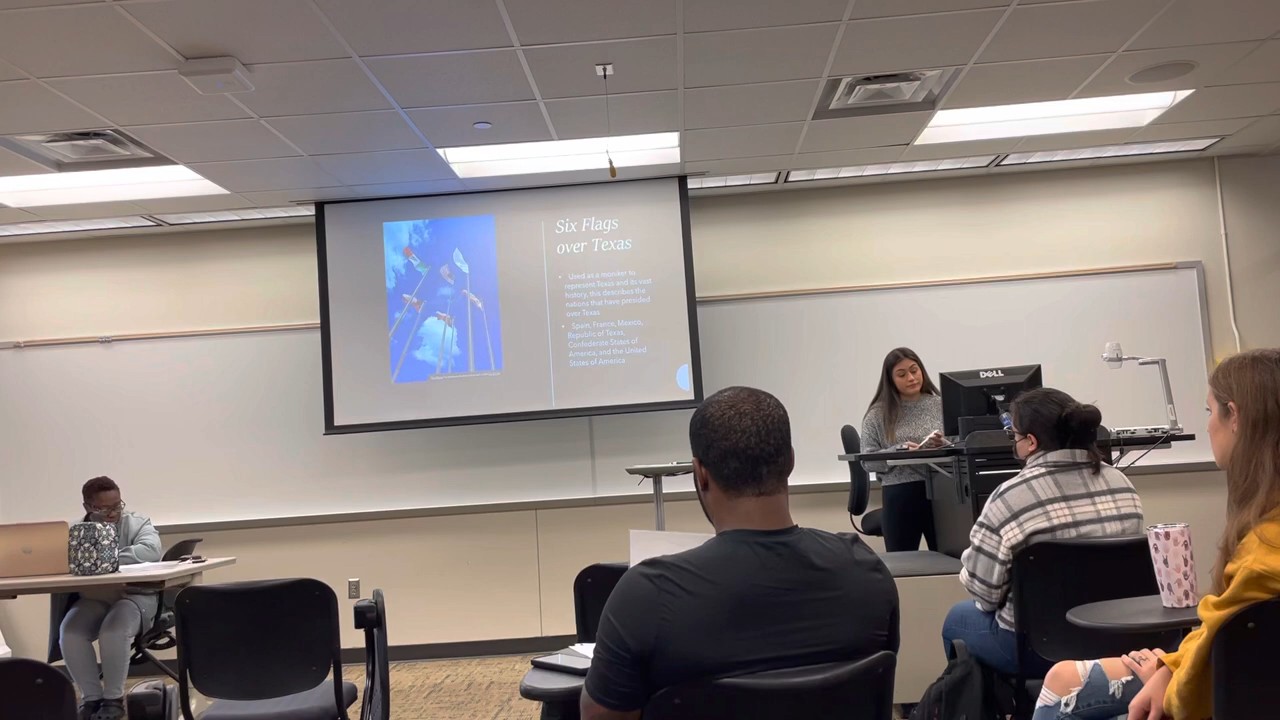 Six Flags
over Texas
• Used as a moniker to
represent Texas and its vast
history, this describes the
nations that have presided
over Texas
• Spain, France, Mexico,
Republic of Texas,
Confederate States of
America, and the United
States of America
DELL